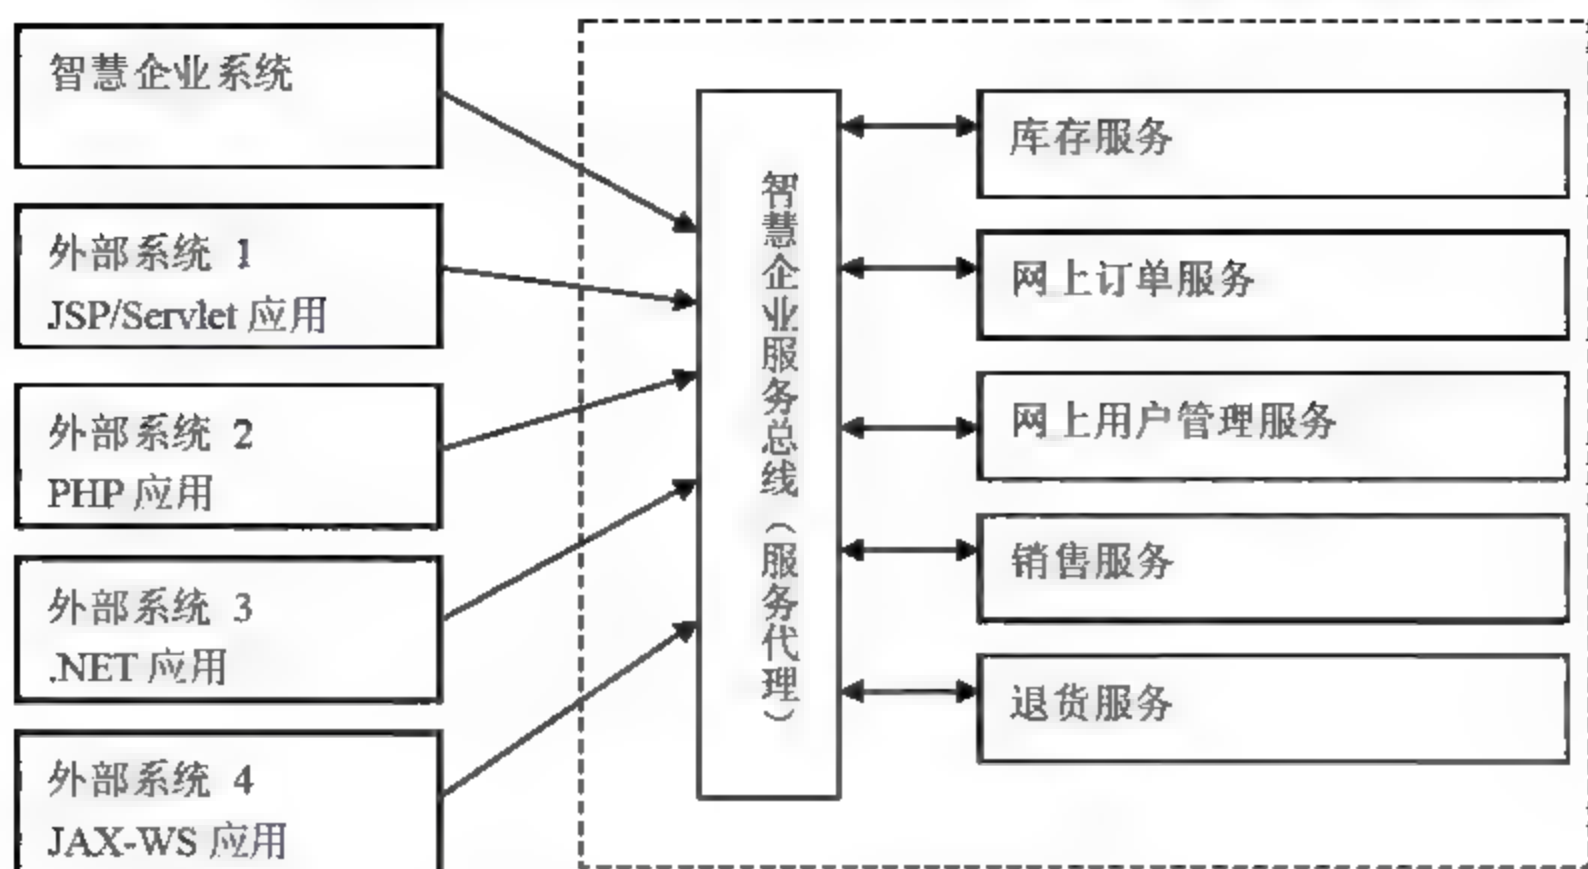 智慧企业系统
外部系统 1
JSP/Servlet 应用
外部系统 2
PHP 应用
外部系统 3
.NET 应用
外部系统 4
JAX-WS 应用
智慧企业服务总线（服务代理）
库存服务
网上订单服务
网上用户管理服务
销售服务
退货服务